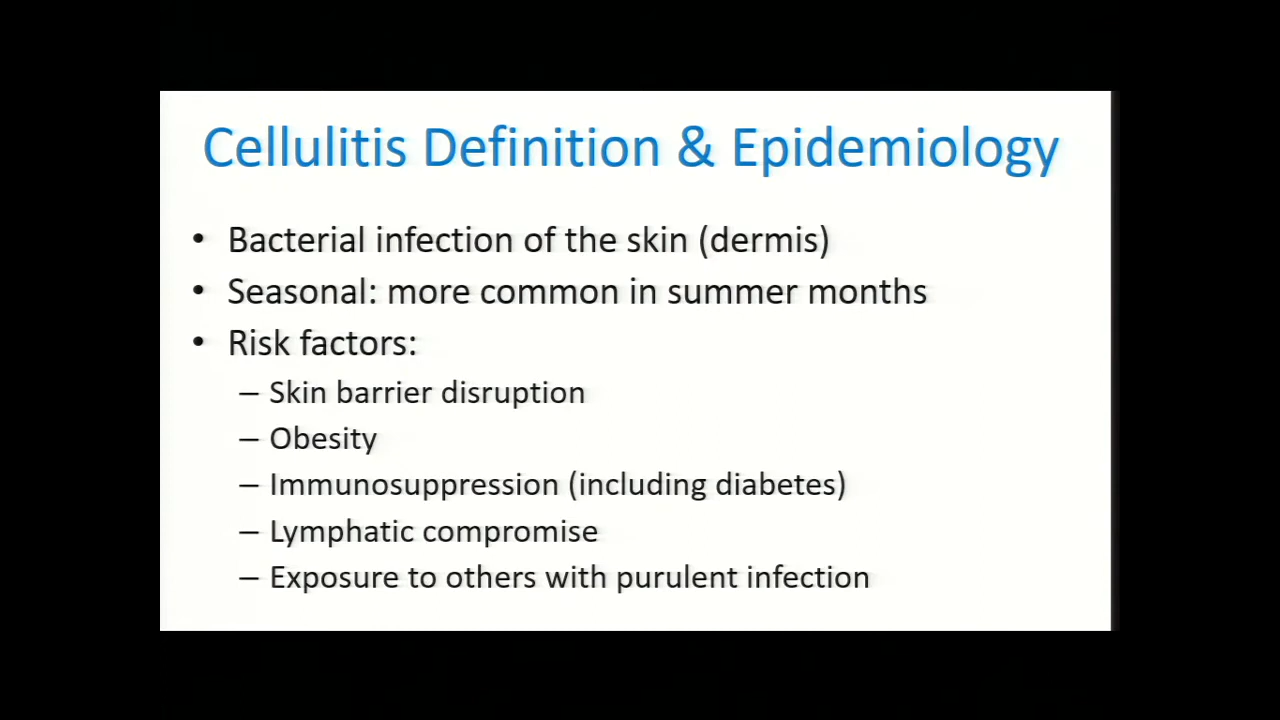 Cellulitis Definition & Epidemiology
• Bacterial infection of the skin (dermis)
• Seasonal: more common in summer months
• Risk factors:
– Skin barrier disruption
– Obesity
– Immunosuppression (including diabetes)
– Lymphatic compromise
– Exposure to others with purulent infection